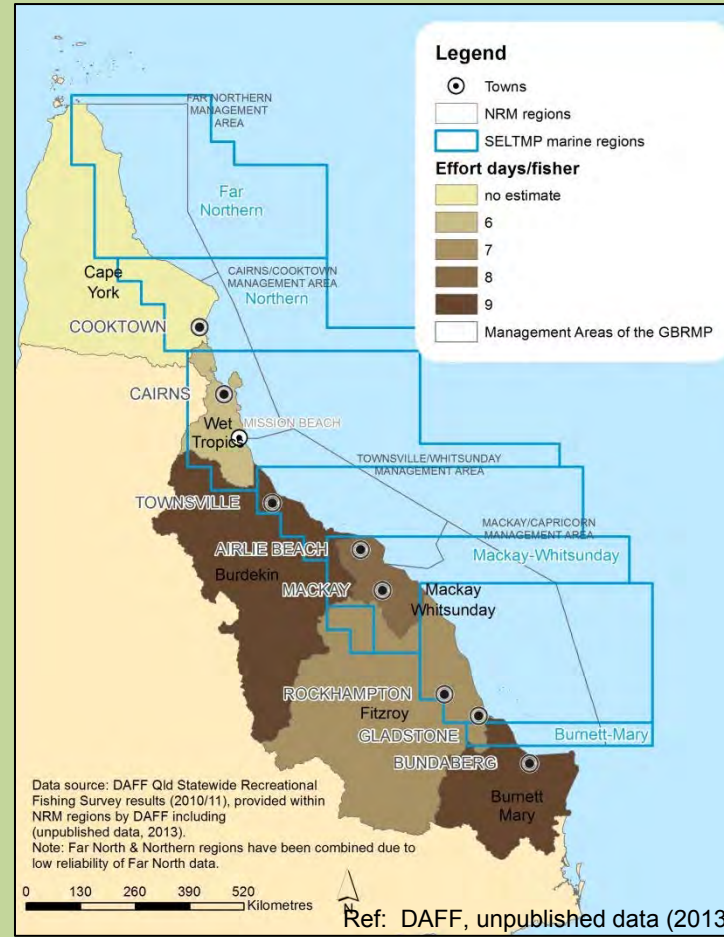 Legend
Towns
NRM regions
SELTMP marine regions
Effort days/fisher
no estimate
6
7
8
9
Management Areas of the GBRMP
FAR NORTHERN
MANAGEMENT
AREA
Far
Northern
Cape
York
CAIRNS/COOKTOWN
MANAGEMENT AREA
Northern
COOKTOWN
CAIRNS
Wet
Tropics
MISSION BEACH
TOWNSVILLE/WHITSUNDAY
MANAGEMENT AREA
TOWNSVILLE
MACKAY/CAPRICORN
MANAGEMENT AREA
AIRLIE BEACH
Mackay-Whitsunday
Burdekin
MACKAY
Mackay
Whitsunday
ROCKHAMPTON
Fitzroy
GLADSTONE
Burnett-Mary
BUNDABERG
Burnett
Mary
Data source: DAFF Qld Statewide Recreational
Fishing Survey results (2010/11), provided within
NRM regions by DAFF including
(unpublished data, 2013).
Note: Far North & Northern regions have been combined due to
low reliability of Far North data.
0 130 260 390 520
Kilometres
N
Ref: DAFF, unpublished data (2013